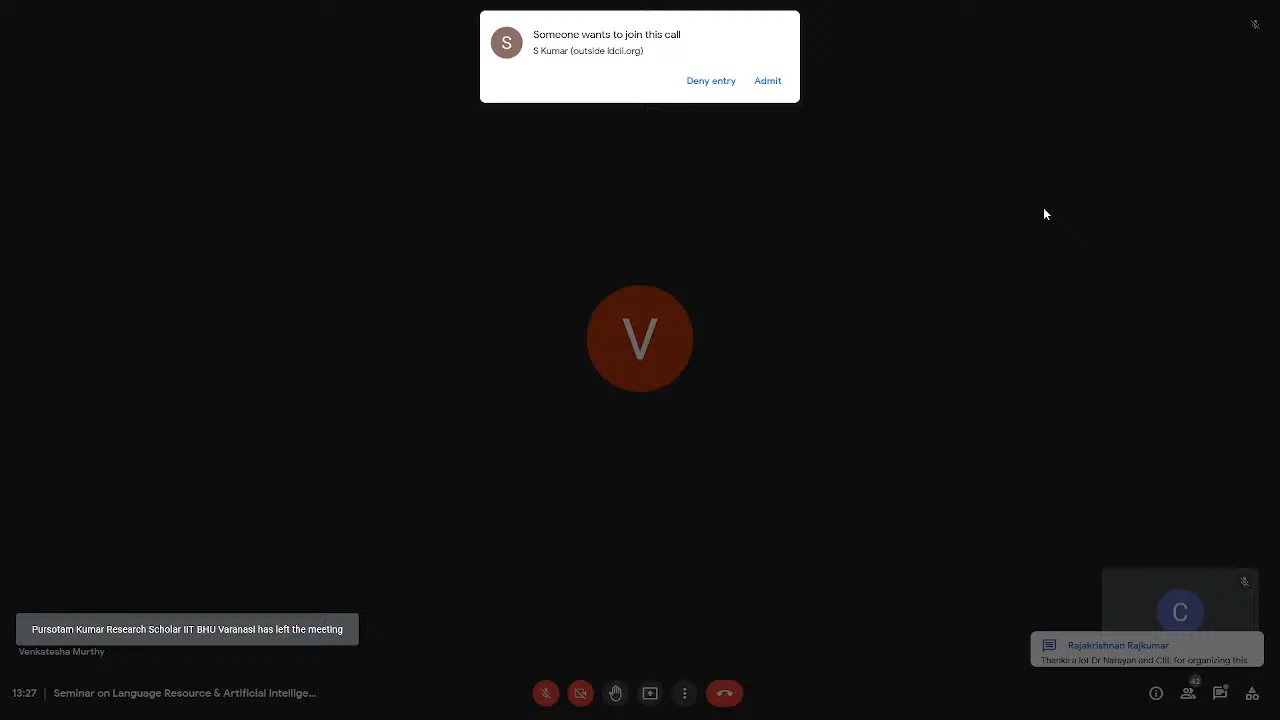 S
Someone wants to join this call
S Kumar (outside ldcil.org)
Deny entry Admit
V
C
Pursotam Kumar Research Scholar IIT BHU Varanasi has left the meeting
Venkatesha Murthy
Rajakrishnan Rajkumar
Thanks a lot Dr Narayan and CIIL for organizing this.
13:27 | Seminar on Language Resource & Artificial Intellige...
42